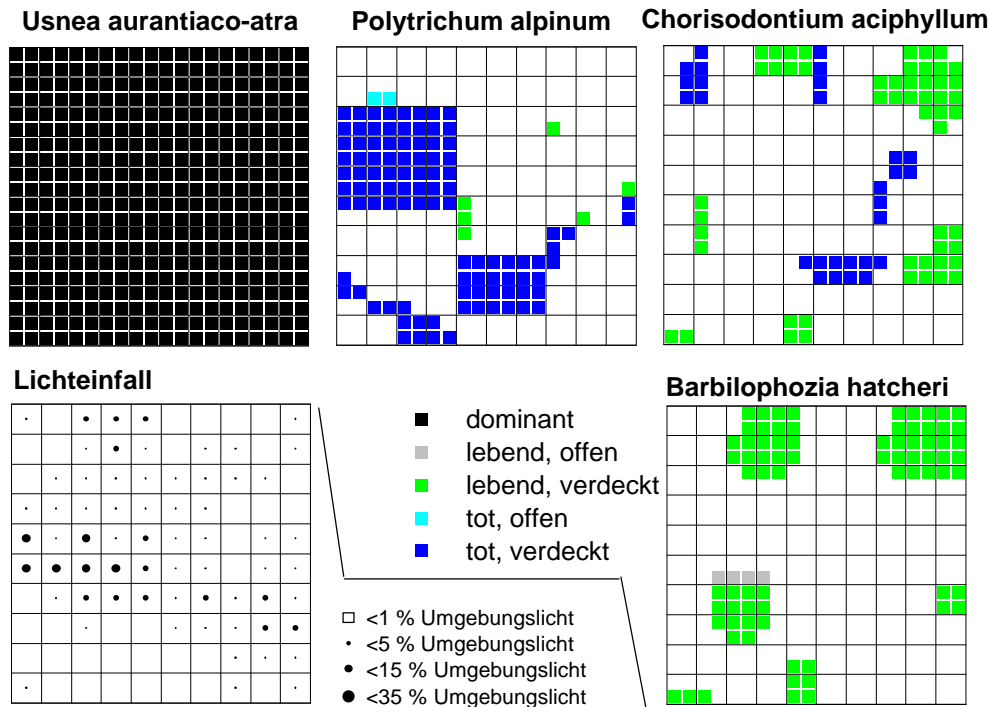 Usnea aurantiaco-atra
Polytrichum alpinum
Chorisodontium aciphyllum
Lichteinfall
dominant
lebend, offen
lebend, verdeckt
tot, offen
tot, verdeckt
<1 % Umgebungslicht
<5 % Umgebungslicht
<15 % Umgebungslicht
<35 % Umgebungslicht
Barbilophozia hatcheri